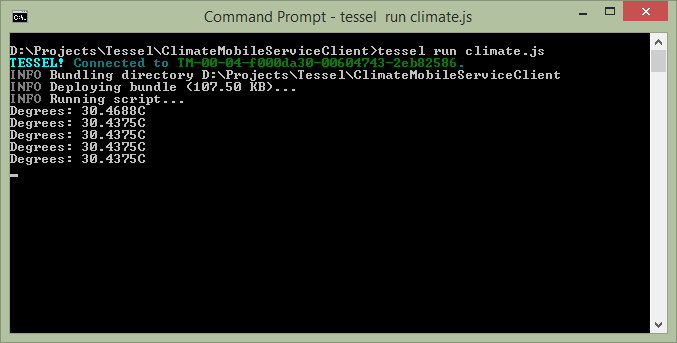 Command Prompt - tessel  run climate.js
D:\Projects\Tessel\ClimateMobileServiceClient>tessel run climate.js
TESSEL! Connected to TM-00-04-f000da30-00604743-2eb82586.
INFO Bundling directory D:\Projects\Tessel\ClimateMobileServiceClient
INFO Deploying bundle (107.50 KB)...
INFO Running script...
Degrees: 30.4688C
Degrees: 30.4375C
Degrees: 30.4375C
Degrees: 30.4375C
Degrees: 30.4375C